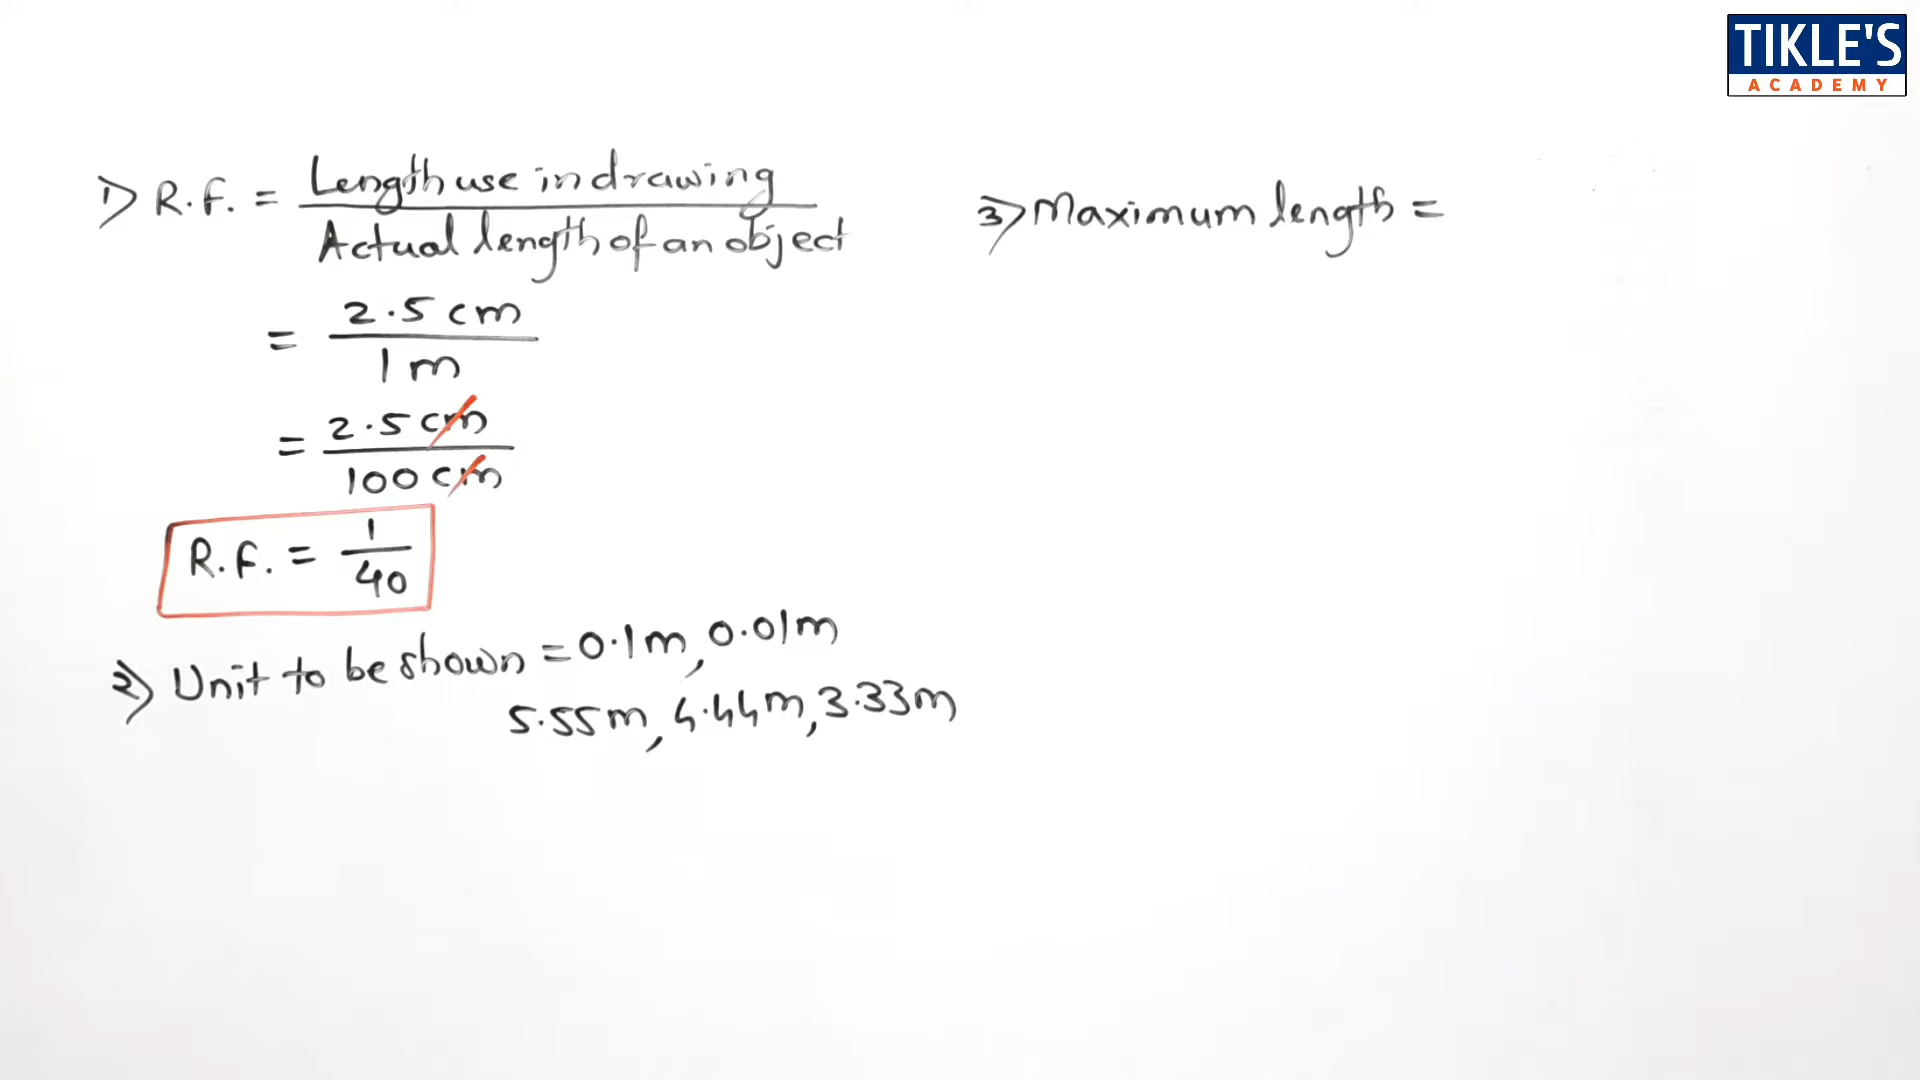 TIKLE'S
ACADEMY
1) R.F. = Length use in drawing
Actual length of an object
= 2.5 cm
1 m
= 2.5 cm
100 cm
R.F. = 1
40
2) Unit to be shown = 0.1m, 0.01m
5.55m, 4.44m, 3.33m
3) Maximum length =